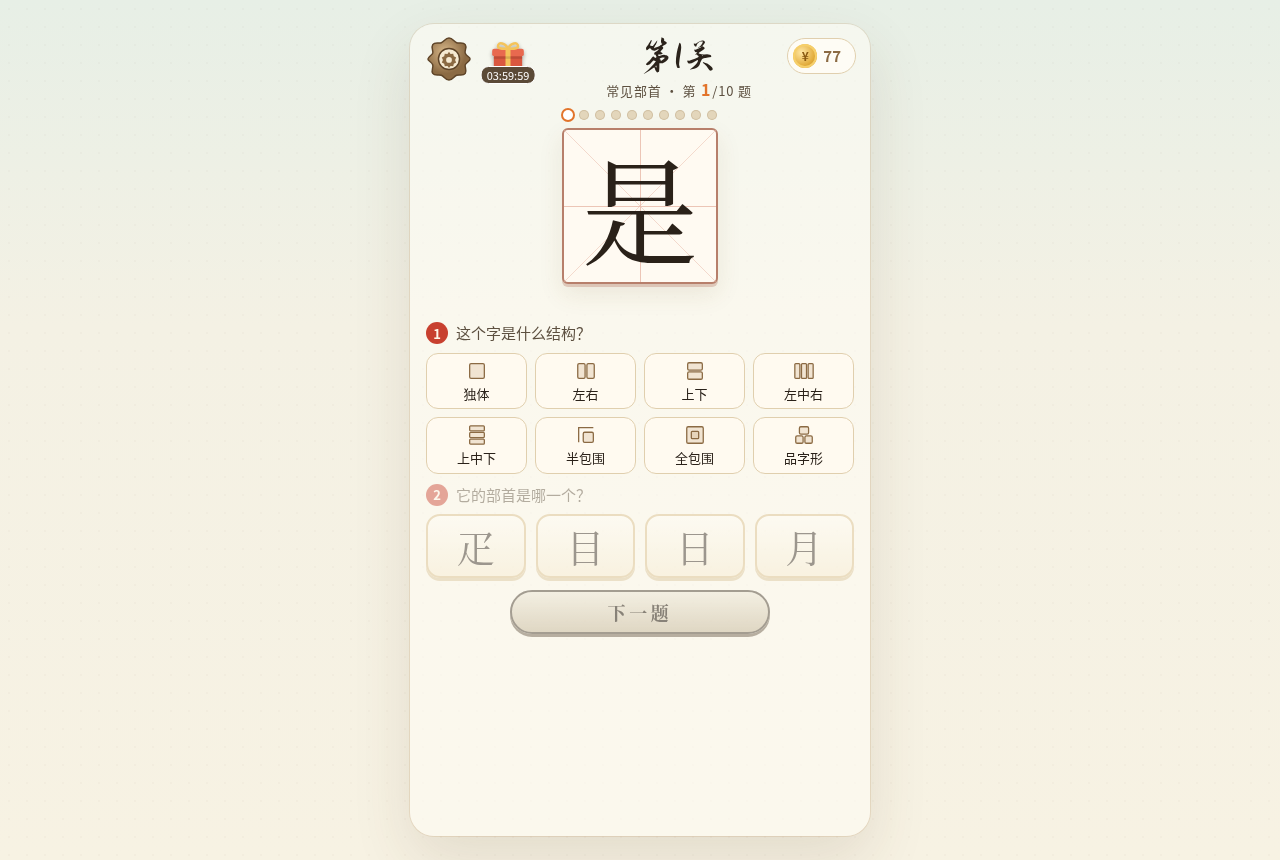 第1关
¥ 77
03:59:59
常见部首 · 第 1/10 题
是
1 这个字是什么结构?
独体 左右 上下 左中右
上中下 半包围 全包围 品字形
2 它的部首是哪一个?
疋 目 日 月
下一题